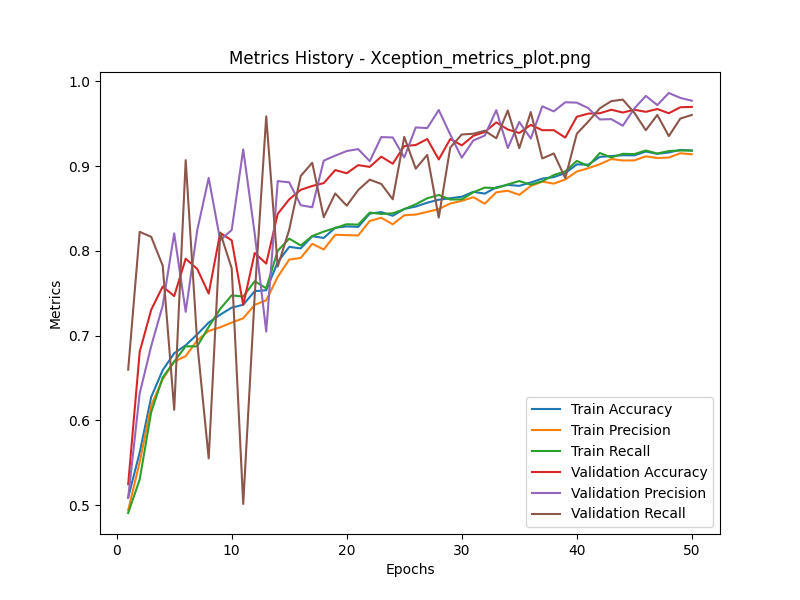 Metrics History - Xception_metrics_plot.png
1.0
0.9
0.8
0.7
0.6
0.5
Metrics
0 10 20 30 40 50
Epochs
Train Accuracy
Train Precision
Train Recall
Validation Accuracy
Validation Precision
Validation Recall